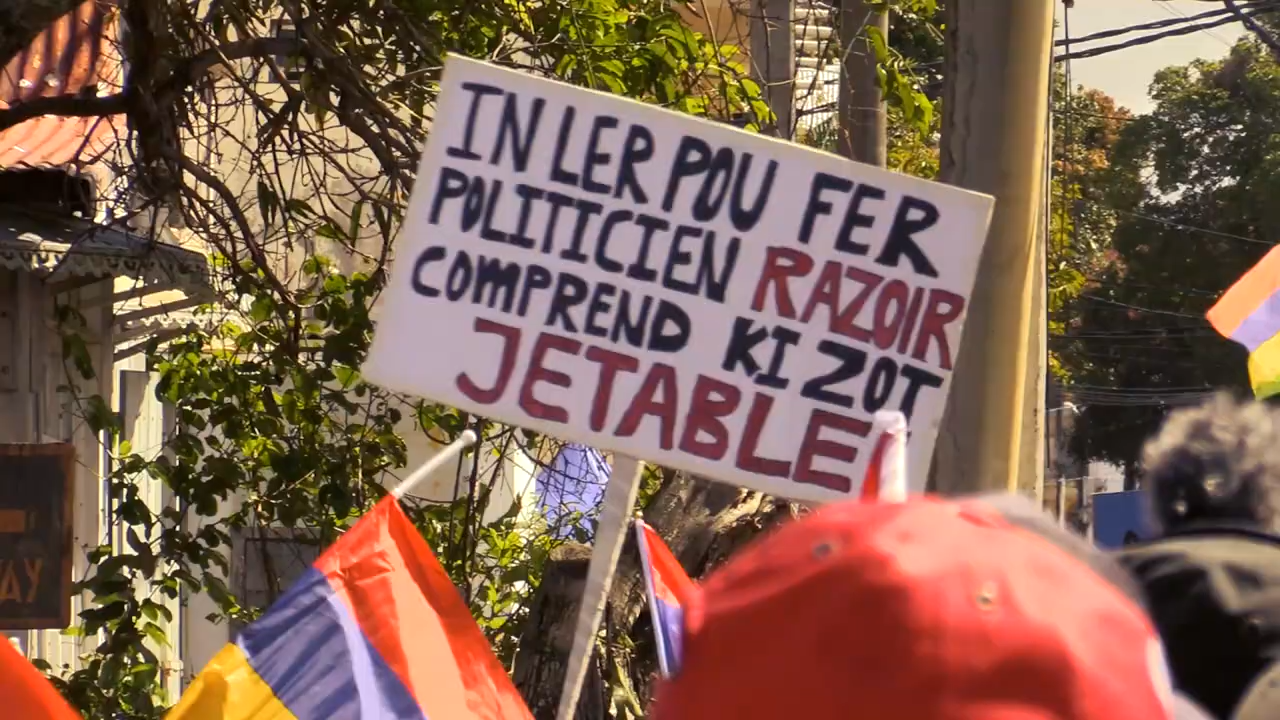 IN LER POU FER
POLITICIEN RAZOIR
COMPREND KI ZOT
JETABLE